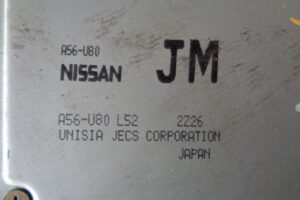 A56-U80
NISSAN JM
A56-U80 L52 2Z26
UNISIA JECS CORPORATION
JAPAN